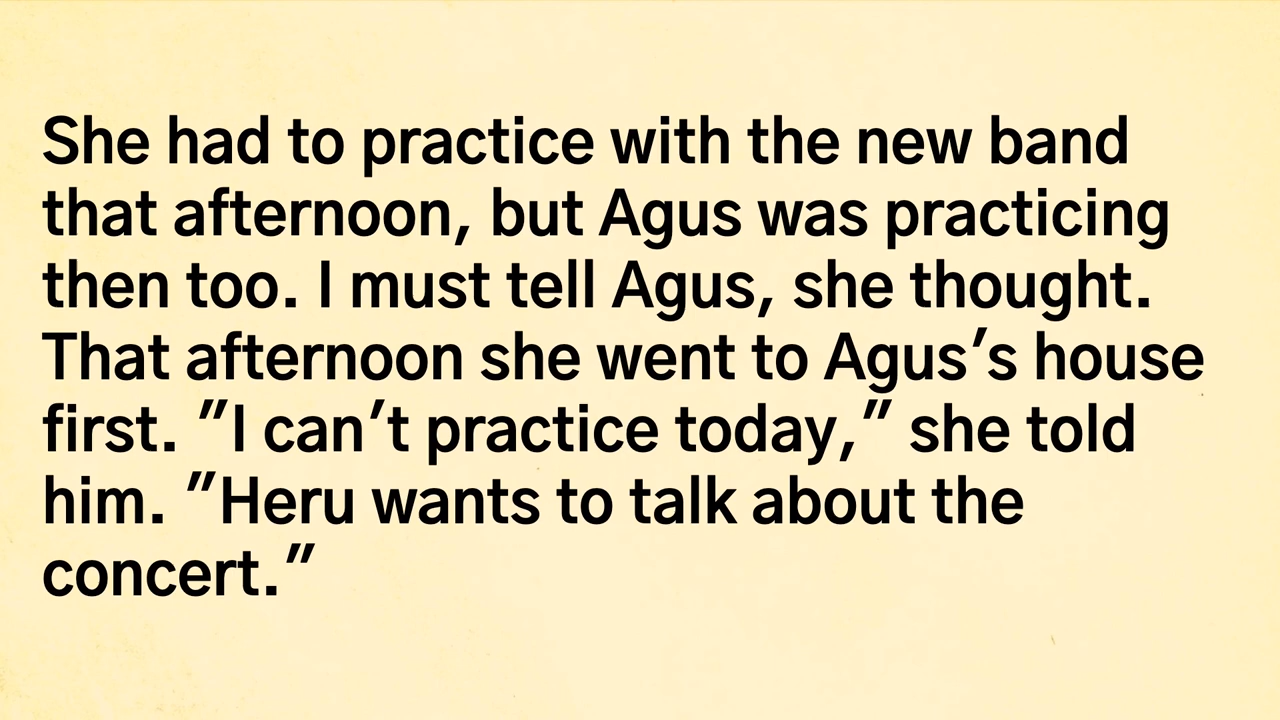 She had to practice with the new band
that afternoon, but Agus was practicing
then too. I must tell Agus, she thought.
That afternoon she went to Agus's house
first. "I can't practice today," she told
him. "Heru wants to talk about the
concert."